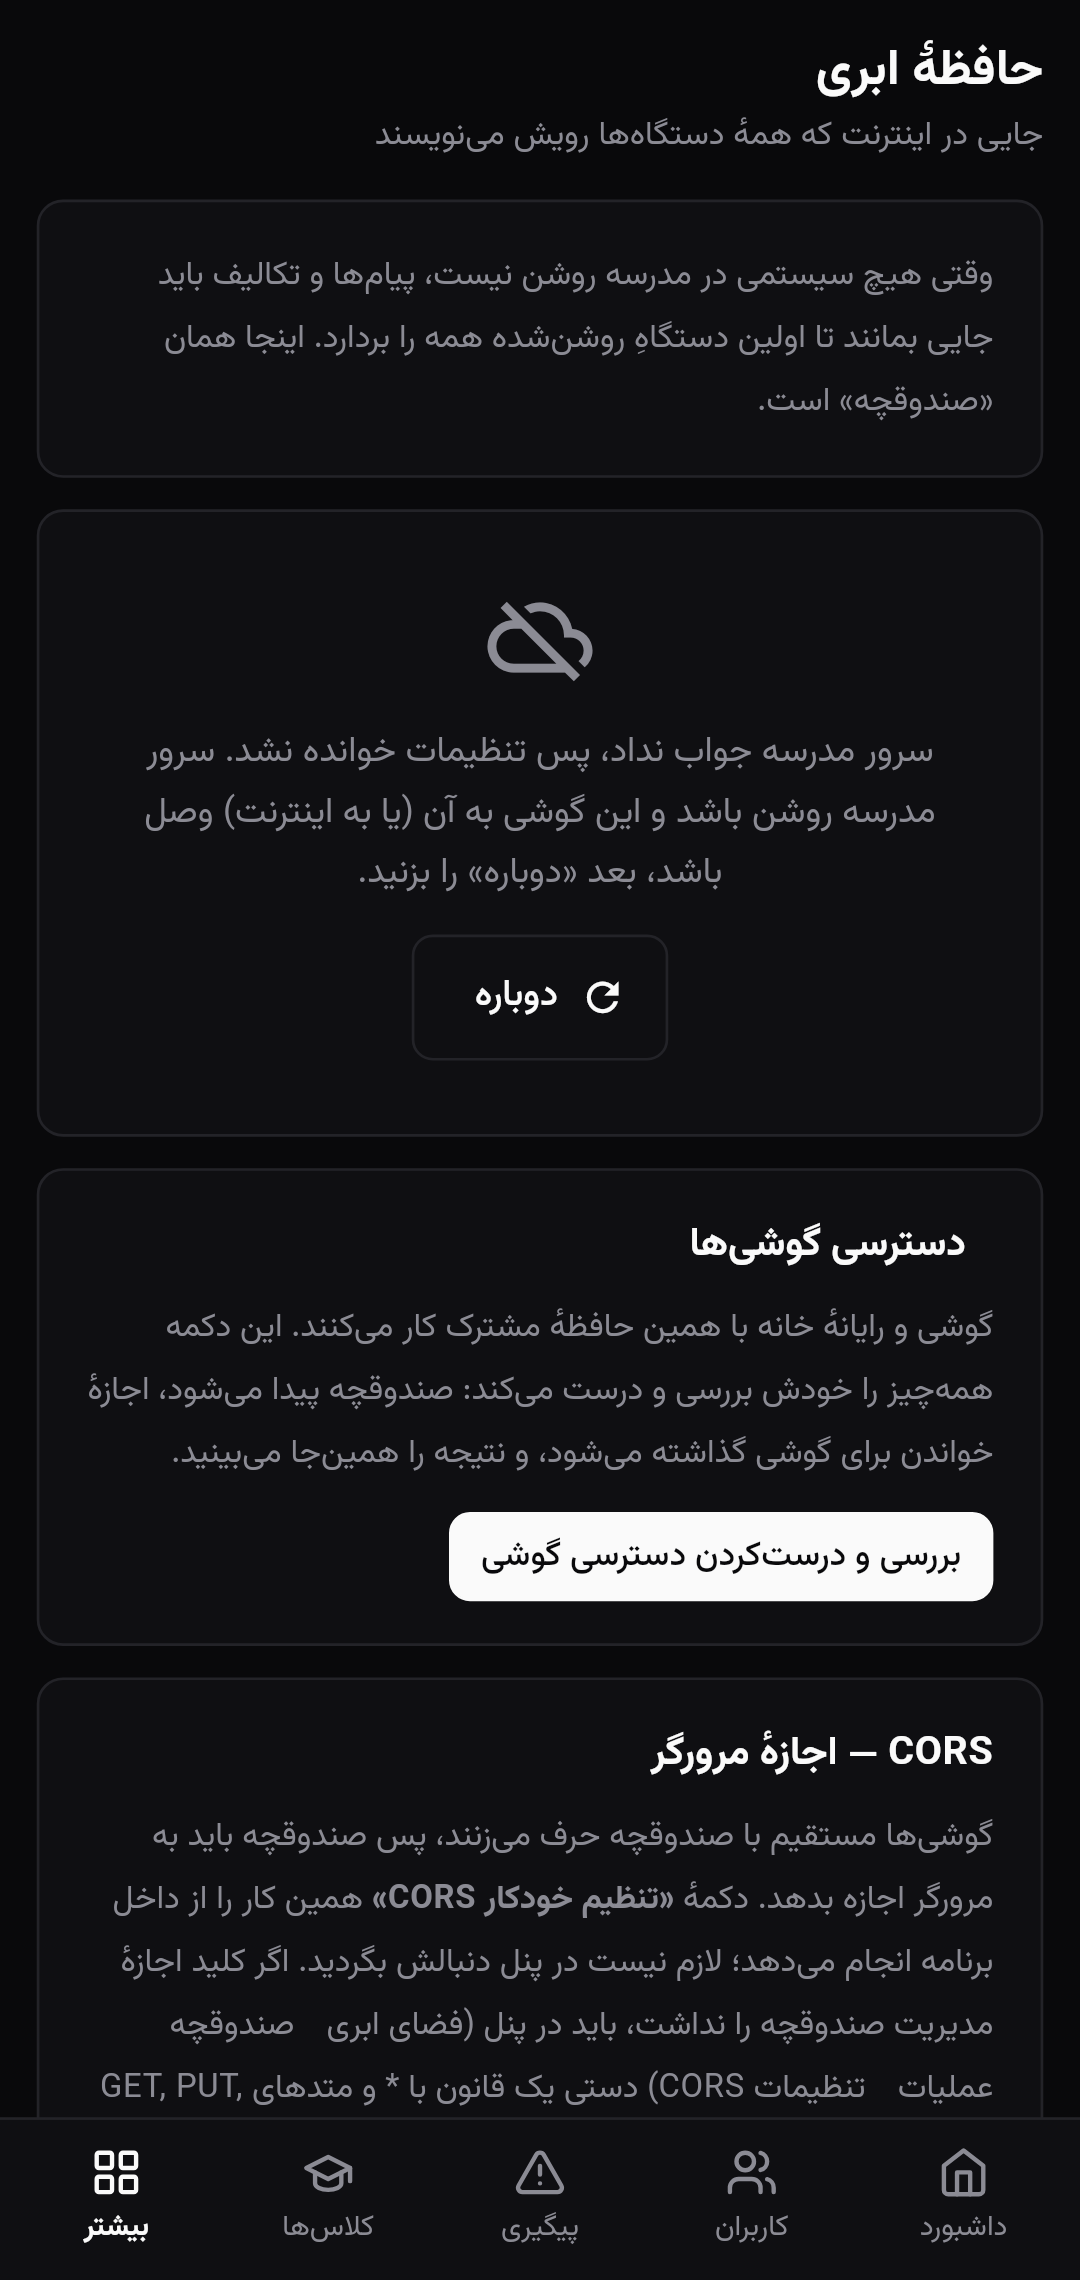 حافظهٔ ابری
جایی در اینترنت که همهٔ دستگاه‌ها رویش می‌نویسند
وقتی هیچ سیستمی در مدرسه روشن نیست، پیام‌ها و تکالیف باید
جایی بمانند تا اولین دستگاهِ روشن‌شده همه را بردارد. اینجا همان
«صندوقچه» است.
سرور مدرسه جواب نداد، پس تنظیمات خوانده نشد. سرور
مدرسه روشن باشد و این گوشی به آن (یا به اینترنت) وصل
باشد، بعد «دوباره» را بزنید.
دوباره
دسترسی گوشی‌ها
گوشی و رایانهٔ خانه با همین حافظهٔ مشترک کار می‌کنند. این دکمه
همه‌چیز را خودش بررسی و درست می‌کند: صندوقچه پیدا می‌شود، اجازهٔ
خواندن برای گوشی گذاشته می‌شود، و نتیجه را همین‌جا می‌بینید.
بررسی و درست‌کردن دسترسی گوشی
CORS — اجازهٔ مرورگر
گوشی‌ها مستقیم با صندوقچه حرف می‌زنند، پس صندوقچه باید به
مرورگر اجازه بدهد. دکمهٔ «تنظیم خودکار CORS» همین کار را از داخل
برنامه انجام می‌دهد؛ لازم نیست در پنل دنبالش بگردید. اگر کلید اجازهٔ
مدیریت صندوقچه را نداشت، باید در پنل (فضای ابری صندوقچه
عملیات تنظیمات CORS) دستی یک قانون با * و متدهای GET, PUT,
داشبورد
کاربران
پیگیری
کلاس‌ها
بیشتر